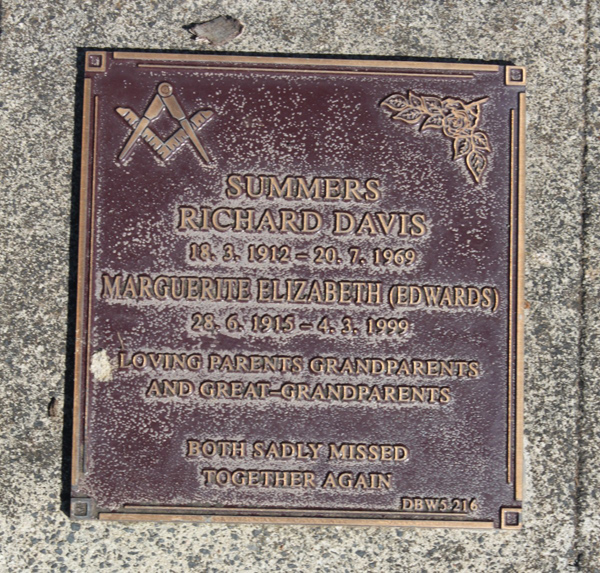 SUMMERS
RICHARD DAVIS
18. 3. 1912 – 20. 7. 1969
MARGUERITE ELIZABETH (EDWARDS)
28. 6. 1915 – 4. 3. 1999
LOVING PARENTS GRANDPARENTS
AND GREAT–GRANDPARENTS
BOTH SADLY MISSED
TOGETHER AGAIN
DBW5 216